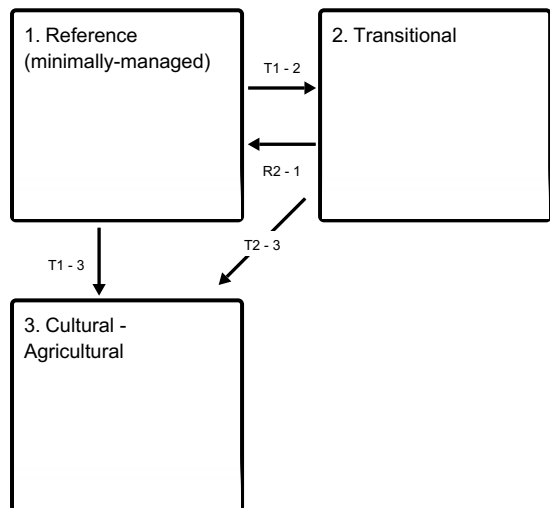 1. Reference
(minimally-managed)
2. Transitional
T1 - 2
R2 - 1
T1 - 3
T2 - 3
3. Cultural -
Agricultural